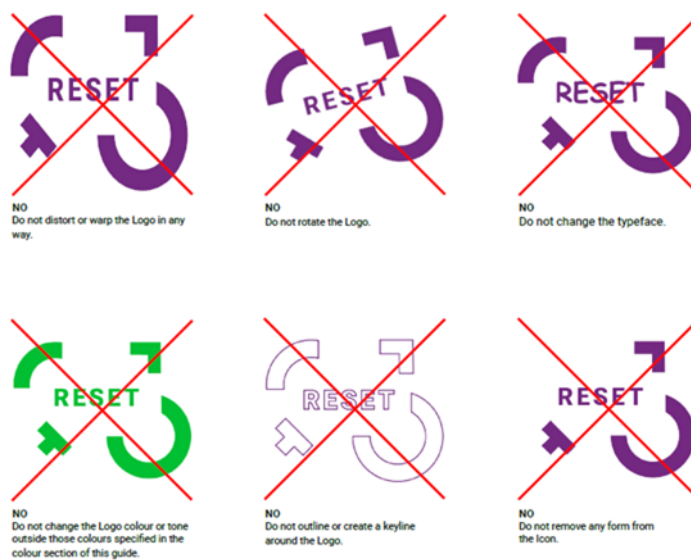 RESET
NO
Do not distort or warp the Logo in any
way.
RESET
NO
Do not rotate the Logo.
RESET
NO
Do not change the typeface.
RESET
NO
Do not change the Logo colour or tone
outside those colours specified in the
colour section of this guide.
RESET
NO
Do not outline or create a keyline
around the Logo.
RESET
NO
Do not remove any form from
the Icon.